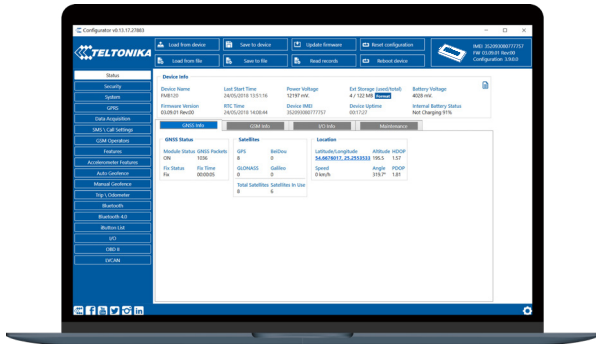 Configurator v0.13.17.27883
TELTONIKA
Load from device
Save to device
Update firmware
Reset configuration
Load from file
Save to file
Read records
Reboot device
IMEI 352093080777757
FW 03.09.01 Rev:00
Configuration 3.9.0.0
Status
Security
System
GPRS
Data Acquisition
SMS \ Call Settings
GSM Operators
Features
Accelerometer Features
Auto Geofence
Manual Geofence
Trip \ Odometer
Bluetooth
Bluetooth 4.0
iButton List
I/O
OBD II
LVCAN
Device Info
Device Name Last Start Time Power Voltage Ext Storage (used/total) Battery Voltage
FMB120 24/05/2018 13:51:16 12197 mV. 4 / 122 MB Format 4028 mV.
Firmware Version RTC Time Device IMEI Device Uptime Internal Battery Status
03.09.01 Rev:00 24/05/2018 14:08:44 352093080777757 00:17:27 Not Charging 91%
GNSS Info GSM Info I/O Info Maintenance
GNSS Status
Module Status GNSS Packets
ON 1036
Fix Status Fix Time
Fix 00:00:05
Satellites
GPS BeiDou
8 0
GLONASS Galileo
0 0
Total Satellites Satellites in Use
8 6
Location
Latitude/Longitude Altitude HDOP
54.6676017, 25.2553533 195.5 1.57
Speed Angle PDOP
0 km/h 319.7° 1.81